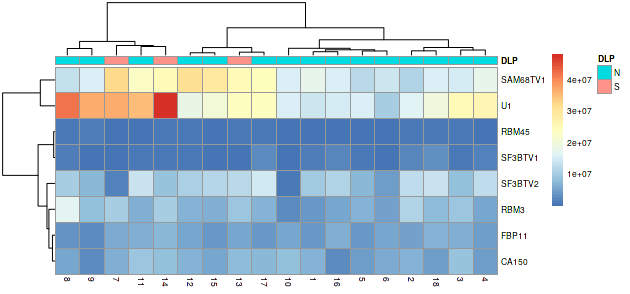 DLP
SAM68TV1
U1
RBM45
SF3BTV1
SF3BTV2
RBM3
FBP11
CA150
8 9 7 11 14 12 15 13 17 10 1 16 5 6 2 18 3 4
4e+07
3e+07
2e+07
1e+07
DLP
N
S